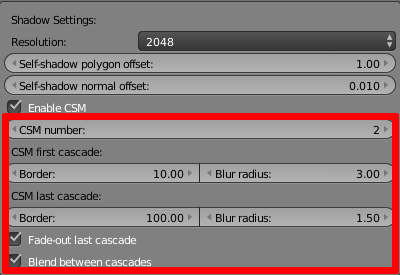 Shadow Settings:
Resolution: 2048
Self-shadow polygon offset: 1.00
Self-shadow normal offset: 0.010
Enable CSM
CSM number: 2
CSM first cascade:
Border: 10.00 Blur radius: 3.00
CSM last cascade:
Border: 100.00 Blur radius: 1.50
Fade-out last cascade
Blend between cascades